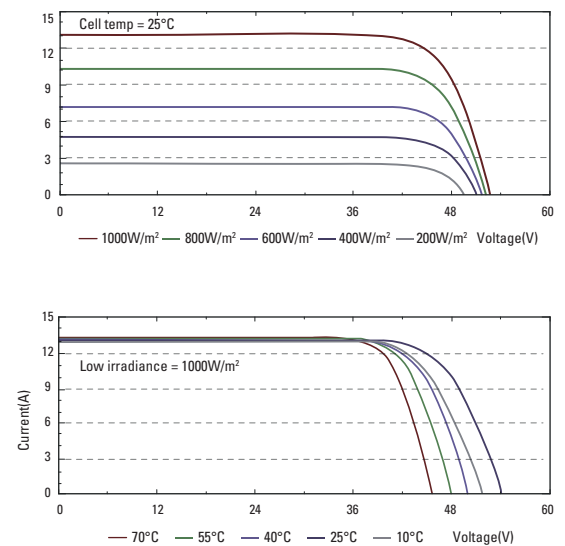 15
Cell temp = 25°C
12
9
6
3
0
0 12 24 36 48 60
1000W/m² 800W/m² 600W/m² 400W/m² 200W/m² Voltage(V)
15
12
Low irradiance = 1000W/m²
9
6
3
0
Current(A)
0 12 24 36 48 60
70°C 55°C 40°C 25°C 10°C Voltage(V)